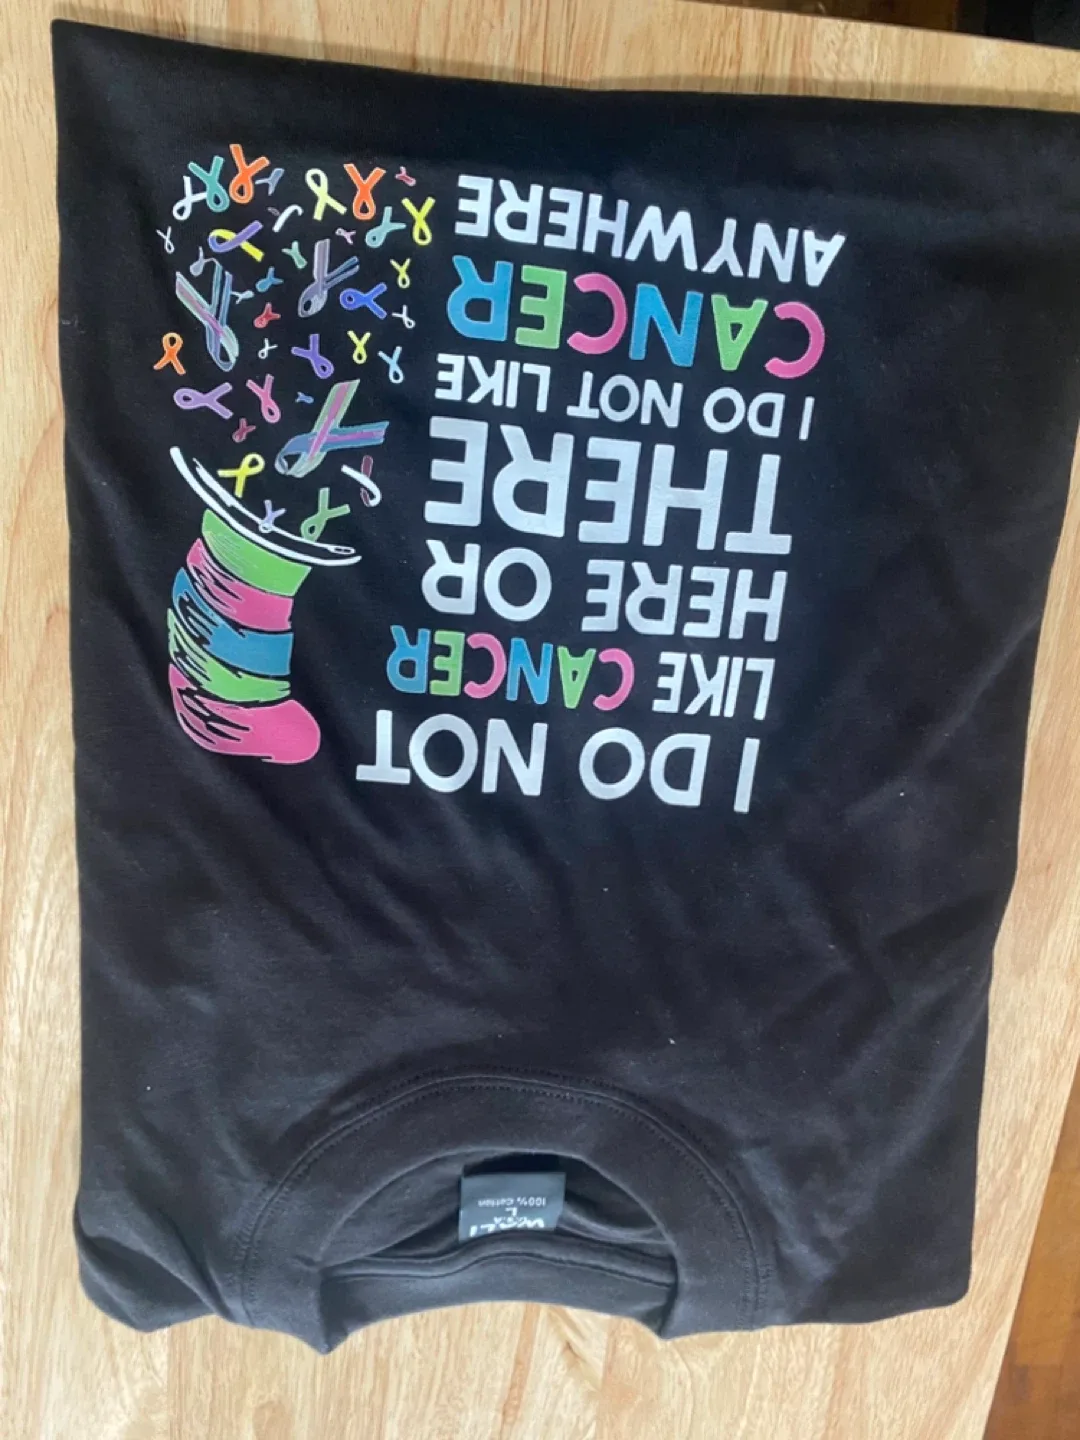 I DO NOT
LIKE CANCER
HERE OR
THERE
I DO NOT LIKE
CANCER
ANYWHERE
L
100% Cotton